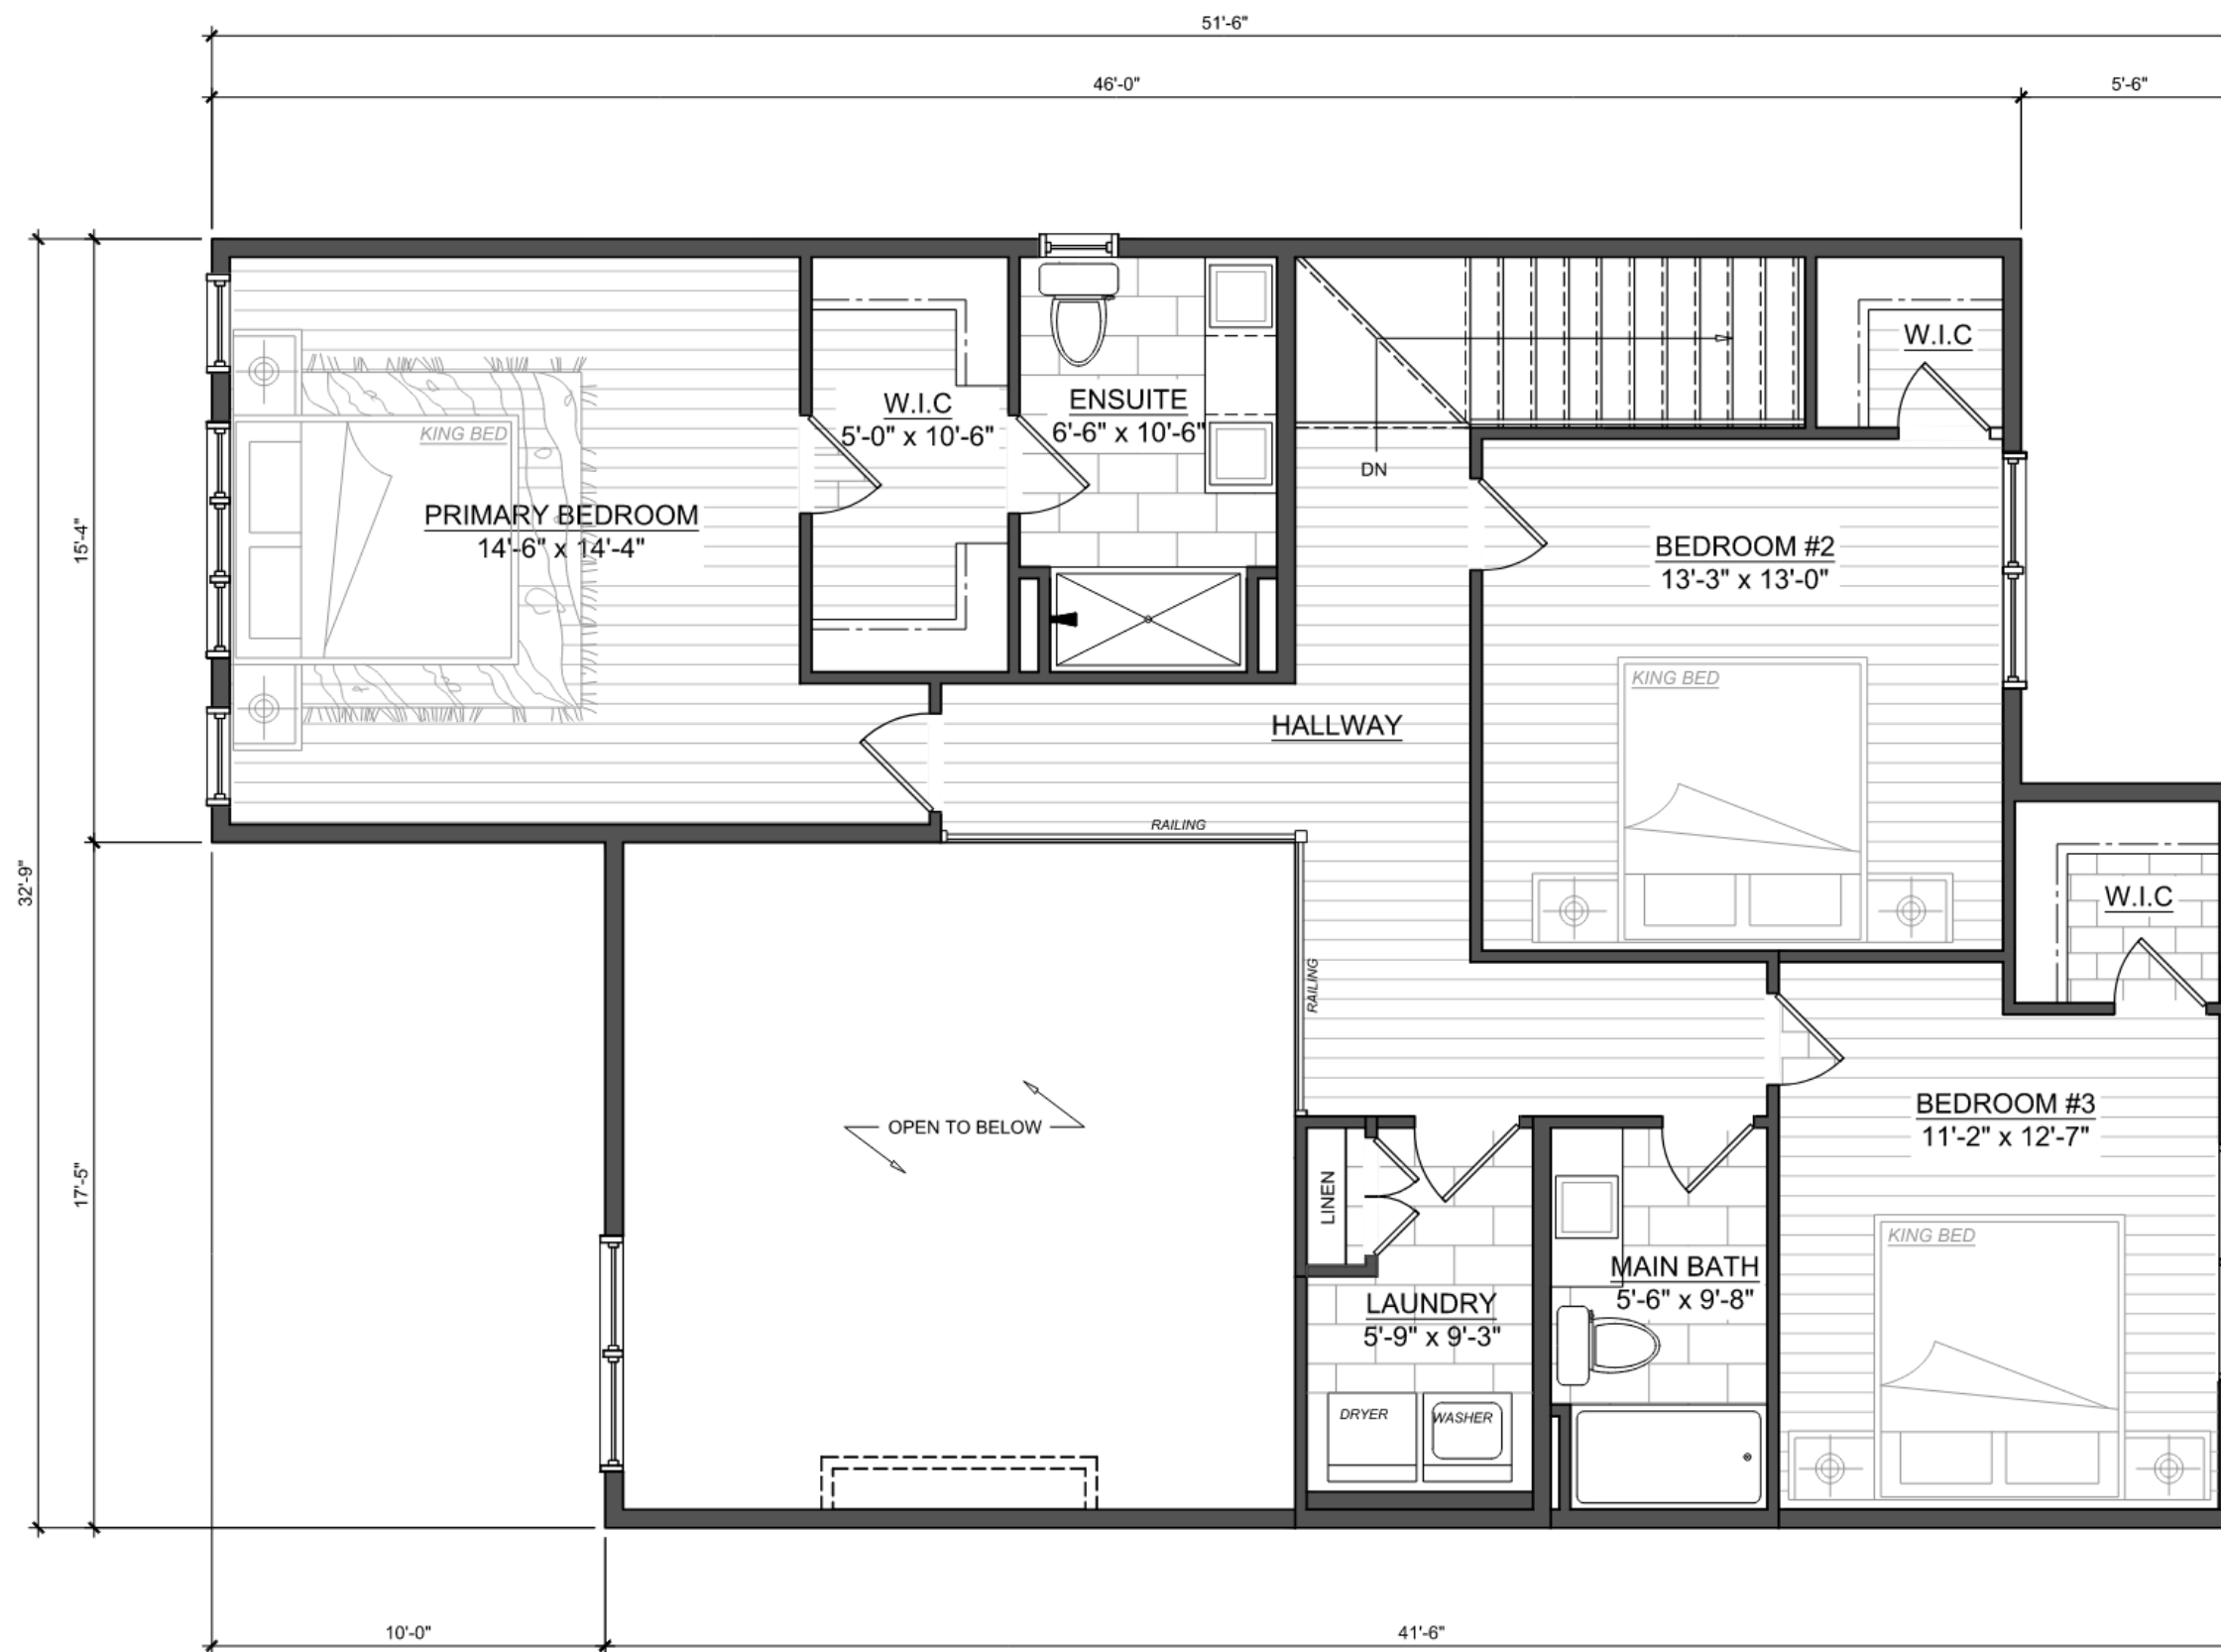 51'-6"
46'-0"
5'-6"
W.I.C
W.I.C
5'-0" x 10'-6"
ENSUITE
6'-6" x 10'-6"
KING BED
DN
PRIMARY BEDROOM
14'-6" x 14'-4"
15'-4"
BEDROOM #2
13'-3" x 13'-0"
KING BED
HALLWAY
RAILING
32'-9"
W.I.C
RAILING
OPEN TO BELOW
BEDROOM #3
11'-2" x 12'-7"
17'-5"
LINEN
KING BED
MAIN BATH
5'-6" x 9'-8"
LAUNDRY
5'-9" x 9'-3"
DRYER
WASHER
10'-0"
41'-6"